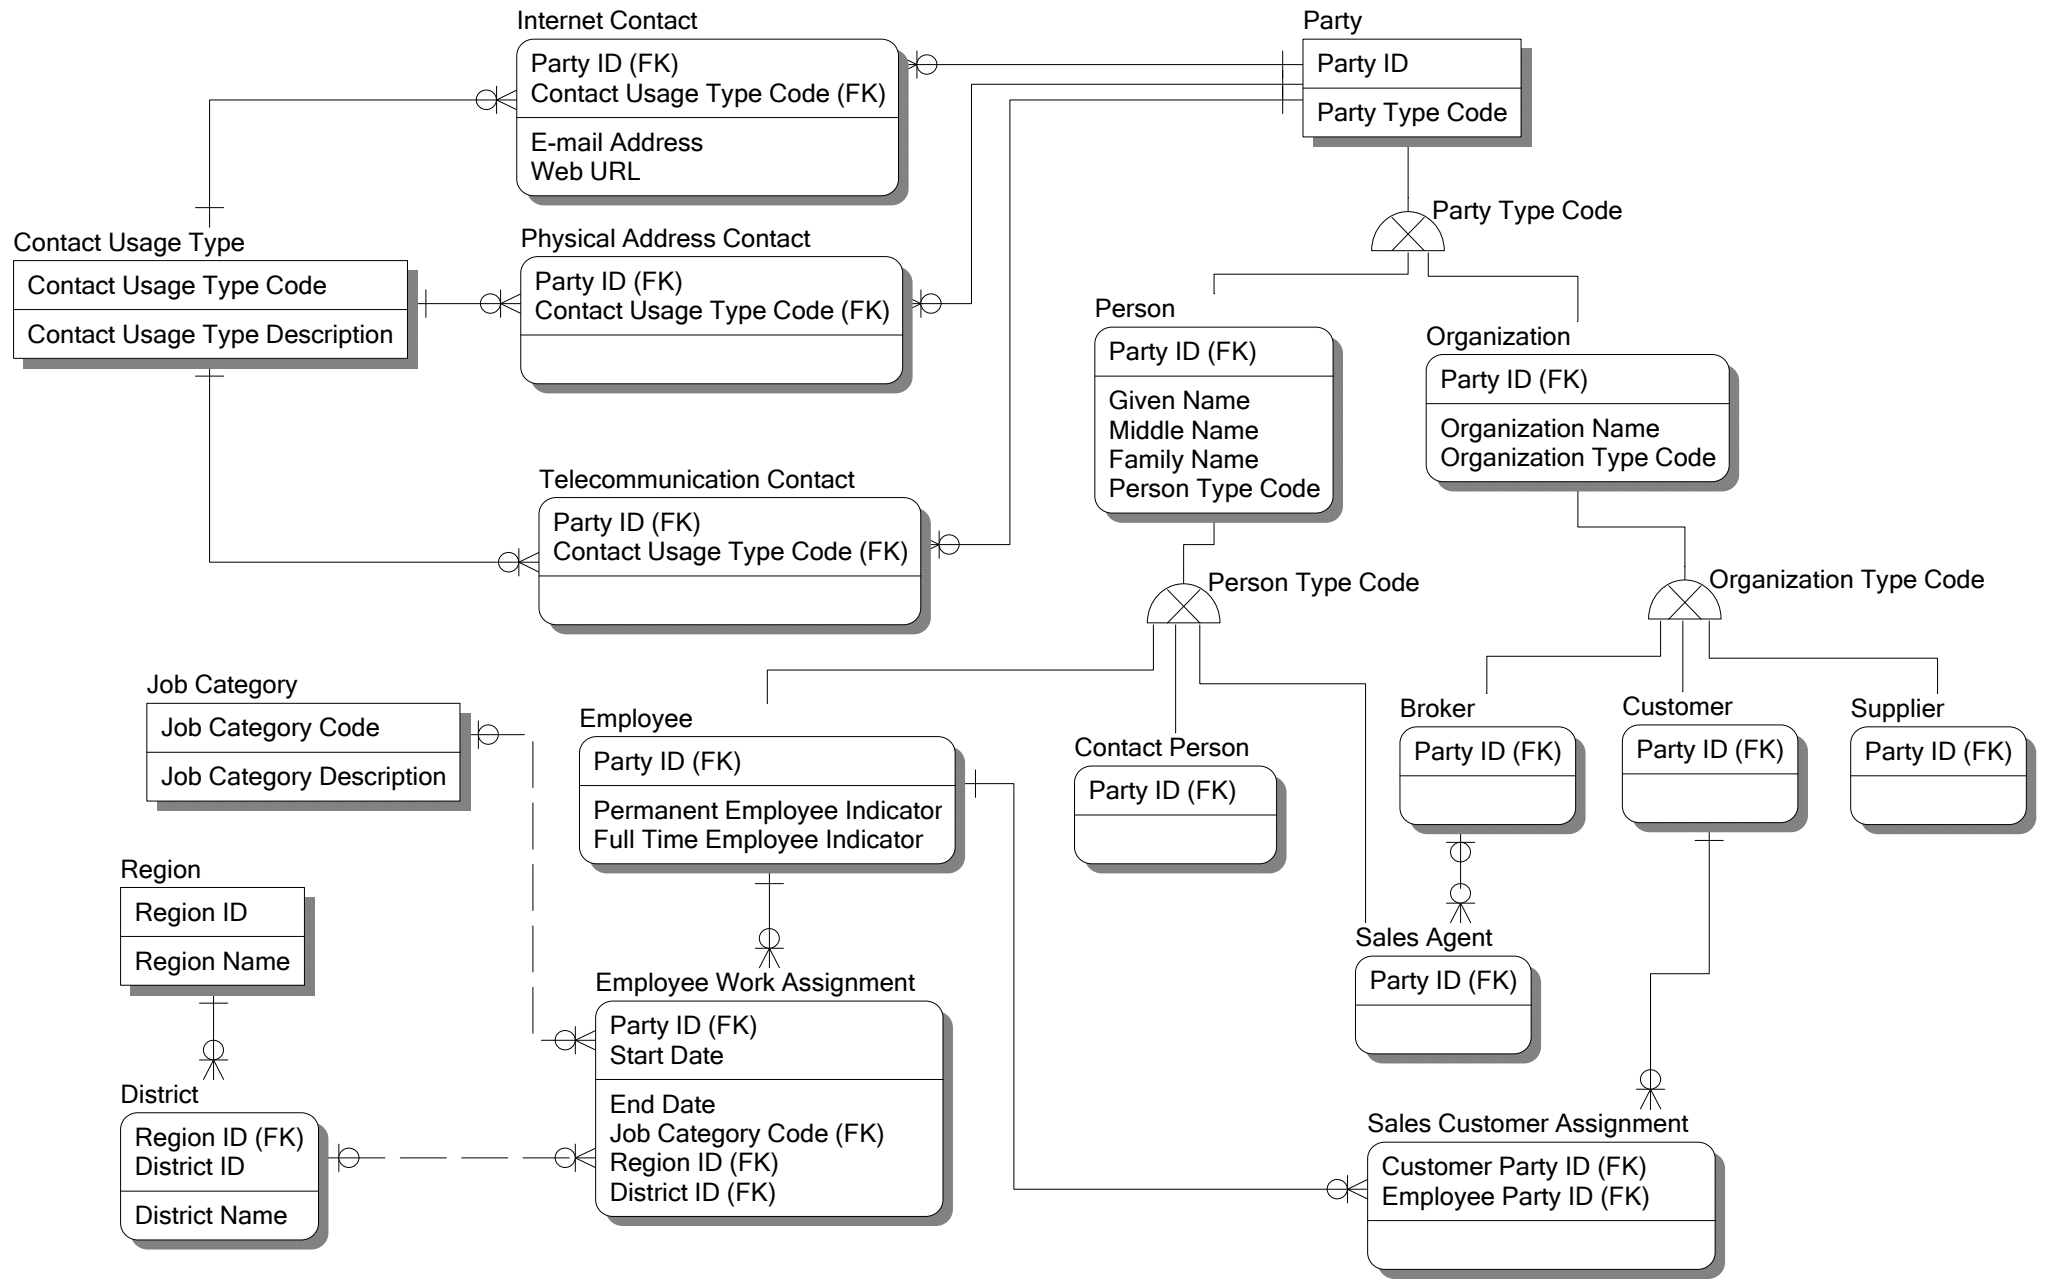 Internet Contact
Party ID (FK)
Contact Usage Type Code (FK)
E-mail Address
Web URL
Party
Party ID
Party Type Code
Party Type Code
Contact Usage Type
Contact Usage Type Code
Contact Usage Type Description
Physical Address Contact
Party ID (FK)
Contact Usage Type Code (FK)
Person
Party ID (FK)
Given Name
Middle Name
Family Name
Person Type Code
Organization
Party ID (FK)
Organization Name
Organization Type Code
Telecommunication Contact
Party ID (FK)
Contact Usage Type Code (FK)
Person Type Code
Organization Type Code
Job Category
Job Category Code
Job Category Description
Employee
Party ID (FK)
Permanent Employee Indicator
Full Time Employee Indicator
Contact Person
Party ID (FK)
Broker
Party ID (FK)
Customer
Party ID (FK)
Supplier
Party ID (FK)
Region
Region ID
Region Name
Sales Agent
Party ID (FK)
Employee Work Assignment
Party ID (FK)
Start Date
End Date
Job Category Code (FK)
Region ID (FK)
District ID (FK)
District
Region ID (FK)
District ID
District Name
Sales Customer Assignment
Customer Party ID (FK)
Employee Party ID (FK)